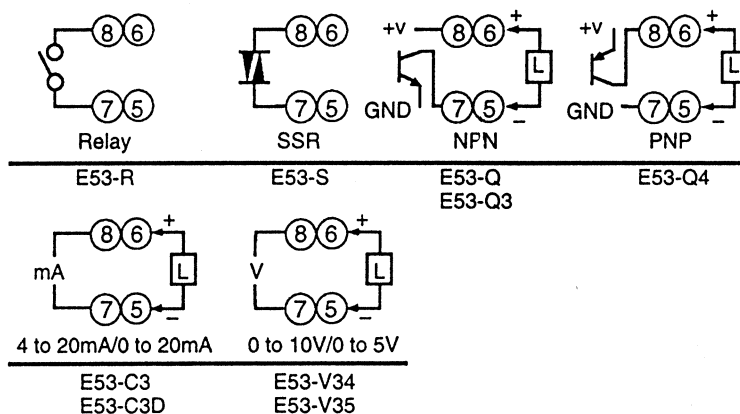 8 6
7 5
Relay
E53-R
8 6
7 5
SSR
E53-S
+v 8 6 +
L
GND 7 5 −
NPN
E53-Q
E53-Q3
+v 8 6 +
L
GND 7 5 −
PNP
E53-Q4
8 6 +
mA L
7 5 −
4 to 20mA/0 to 20mA
E53-C3
E53-C3D
8 6 +
V L
7 5 −
0 to 10V/0 to 5V
E53-V34
E53-V35